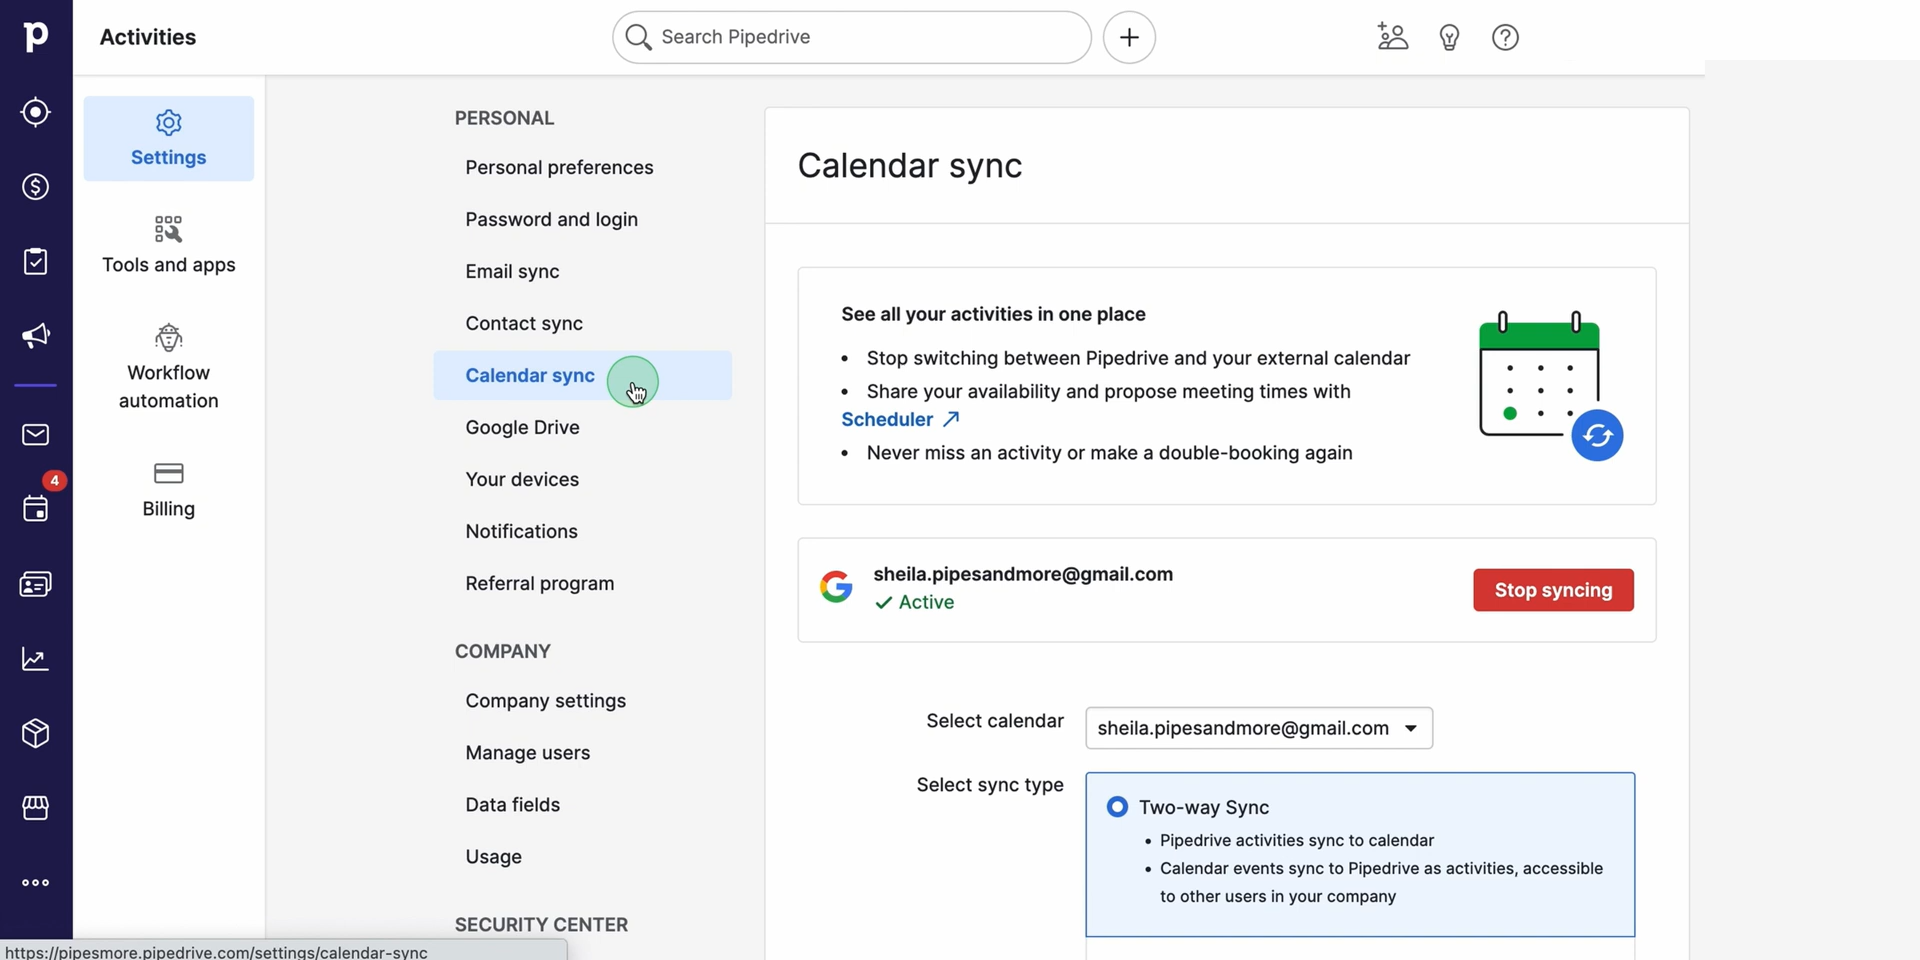 p
Activities
Search Pipedrive
Settings
Tools and apps
Workflow
automation
Billing
4
PERSONAL
Personal preferences
Password and login
Email sync
Contact sync
Calendar sync
Google Drive
Your devices
Notifications
Referral program
COMPANY
Company settings
Manage users
Data fields
Usage
SECURITY CENTER
Calendar sync
See all your activities in one place
• Stop switching between Pipedrive and your external calendar
• Share your availability and propose meeting times with
Scheduler
• Never miss an activity or make a double-booking again
sheila.pipesandmore@gmail.com
Active
Stop syncing
Select calendar
sheila.pipesandmore@gmail.com
Select sync type
Two-way Sync
• Pipedrive activities sync to calendar
• Calendar events sync to Pipedrive as activities, accessible
to other users in your company
https://pipesmore.pipedrive.com/settings/calendar-sync